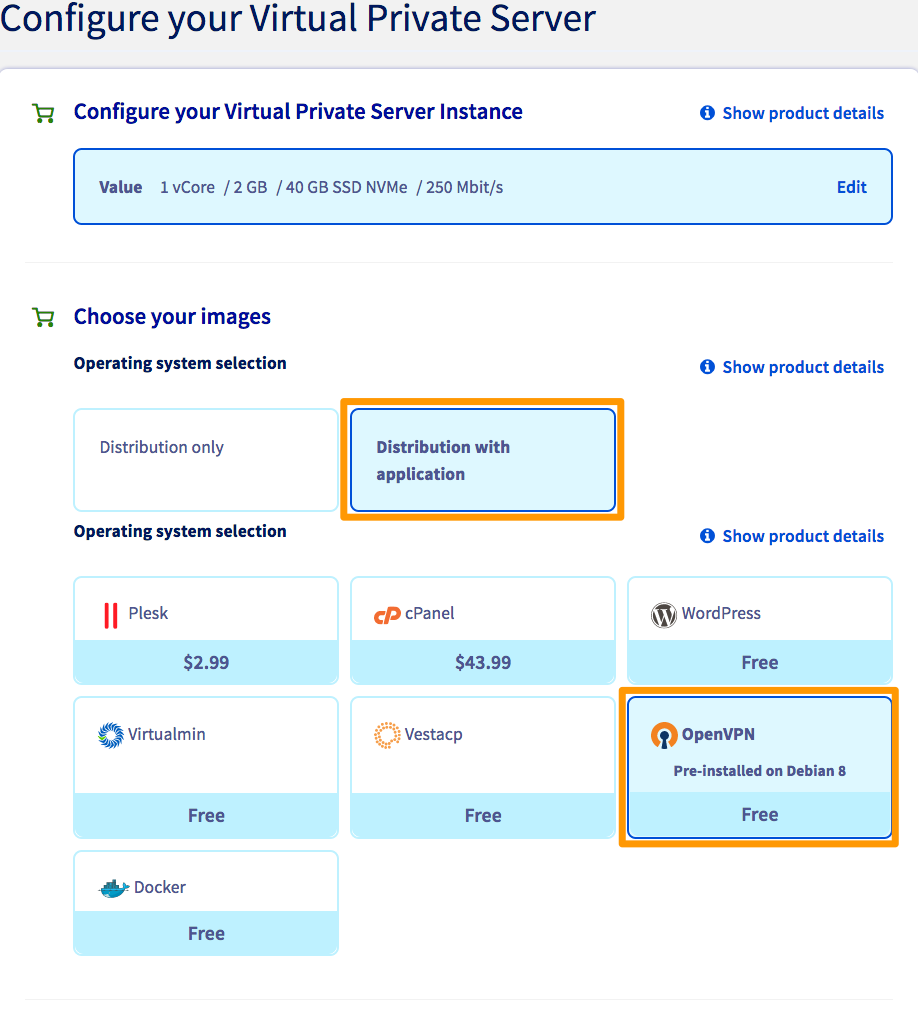 Configure your Virtual Private Server
Configure your Virtual Private Server Instance
Show product details
Value 1 vCore / 2 GB / 40 GB SSD NVMe / 250 Mbit/s
Edit
Choose your images
Operating system selection
Show product details
Distribution only
Distribution with
application
Operating system selection
Show product details
Plesk
$2.99
cPanel
$43.99
WordPress
Free
Virtualmin
Free
Vestacp
Free
OpenVPN
Pre-installed on Debian 8
Free
Docker
Free